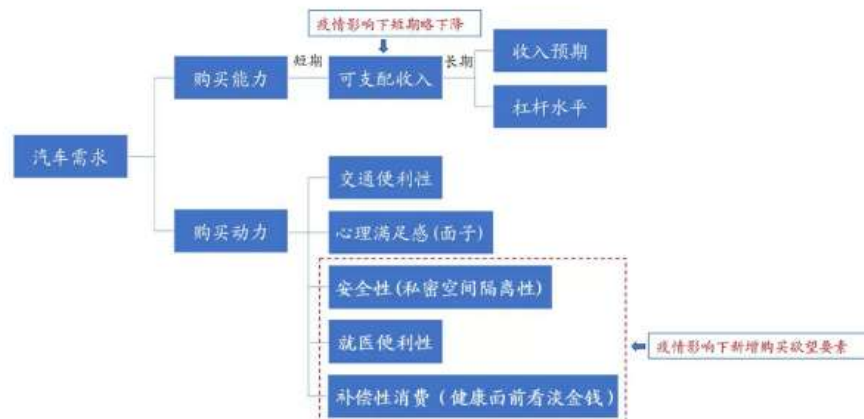 疫情影响下短期略下降
购买能力
短期
可支配收入
长期
收入预期
杠杆水平
汽车需求
购买动力
交通便利性
心理满足感(面子)
安全性(私密空间隔离性)
就医便利性
补偿性消费(健康面前看淡金钱)
疫情影响下新增购买欲望要素